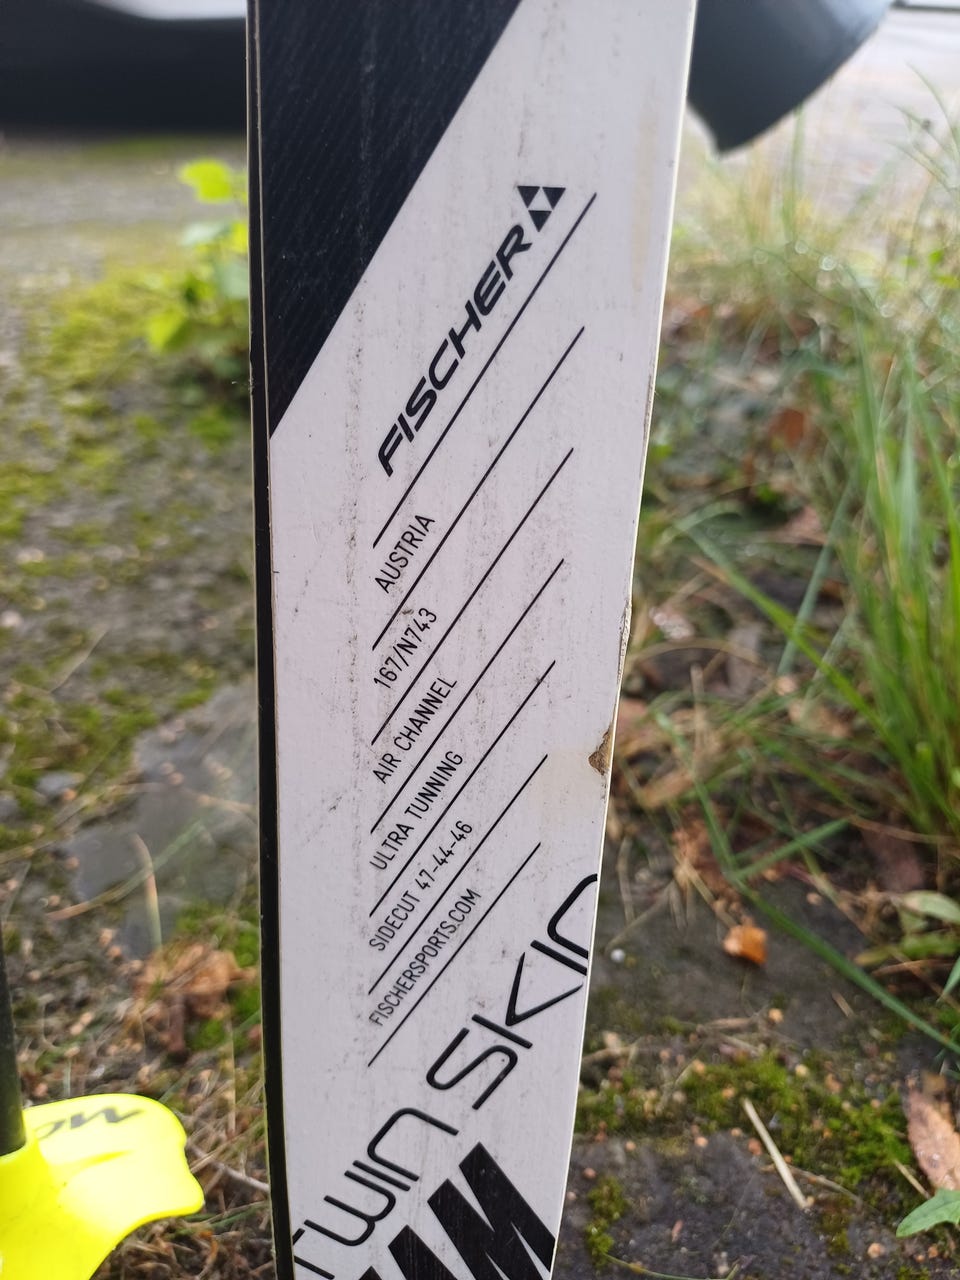 FISCHER
AUSTRIA
167/N743
AIR CHANNEL
ULTRA TUNNING
SIDECUT 47-44-46
FISCHERSPORTS.COM
TWIN SKIN